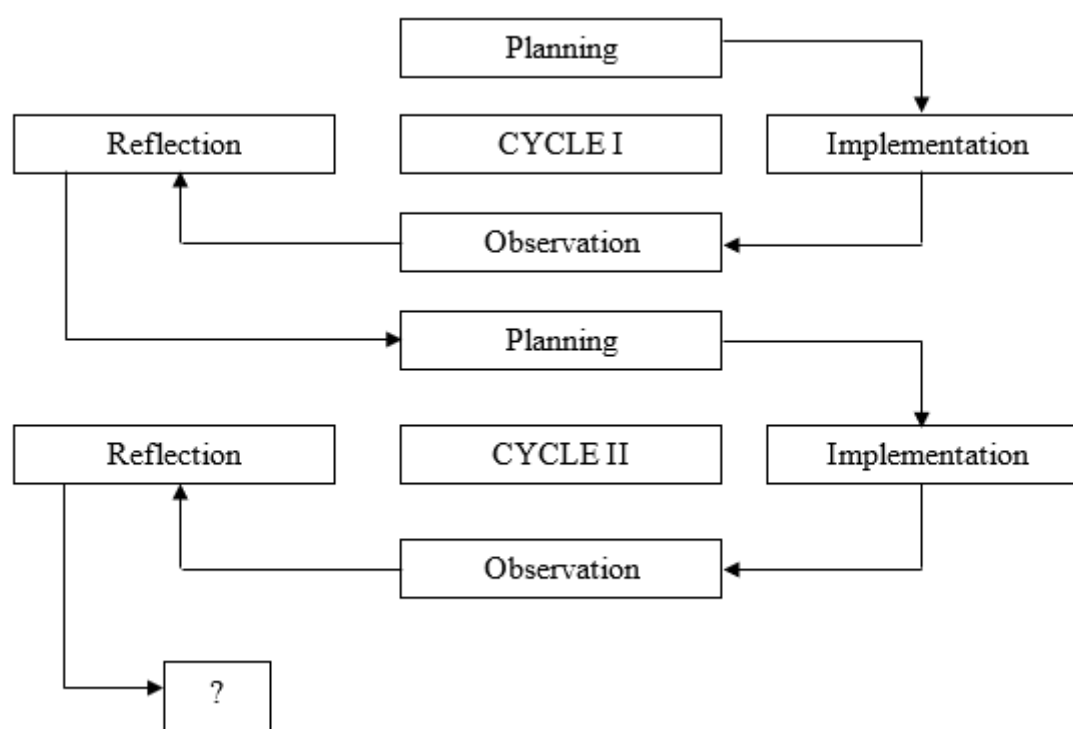 Planning
Reflection
CYCLE I
Implementation
Observation
Planning
Reflection
CYCLE II
Implementation
Observation
?